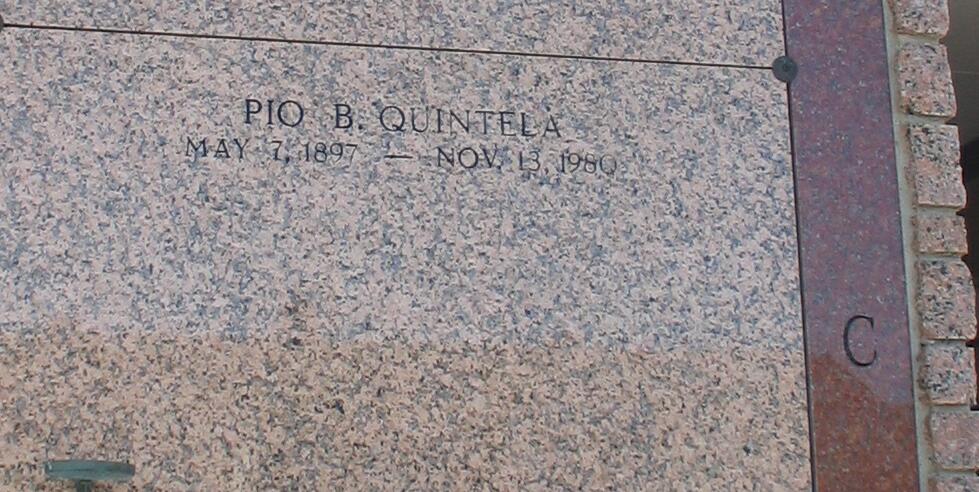 PIO B. QUINTELA
MAY 7, 1897 — NOV. 13, 1980
C